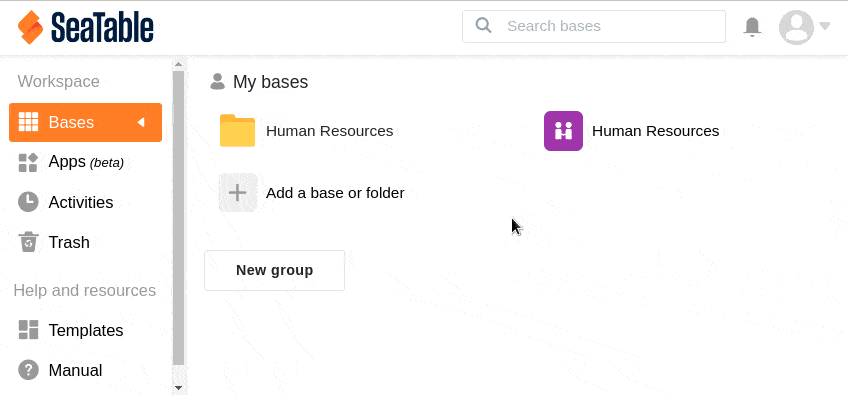 SeaTable
Search bases
Workspace
Bases
Apps (beta)
Activities
Trash
Help and resources
Templates
Manual
My bases
Human Resources
Human Resources
Add a base or folder
New group